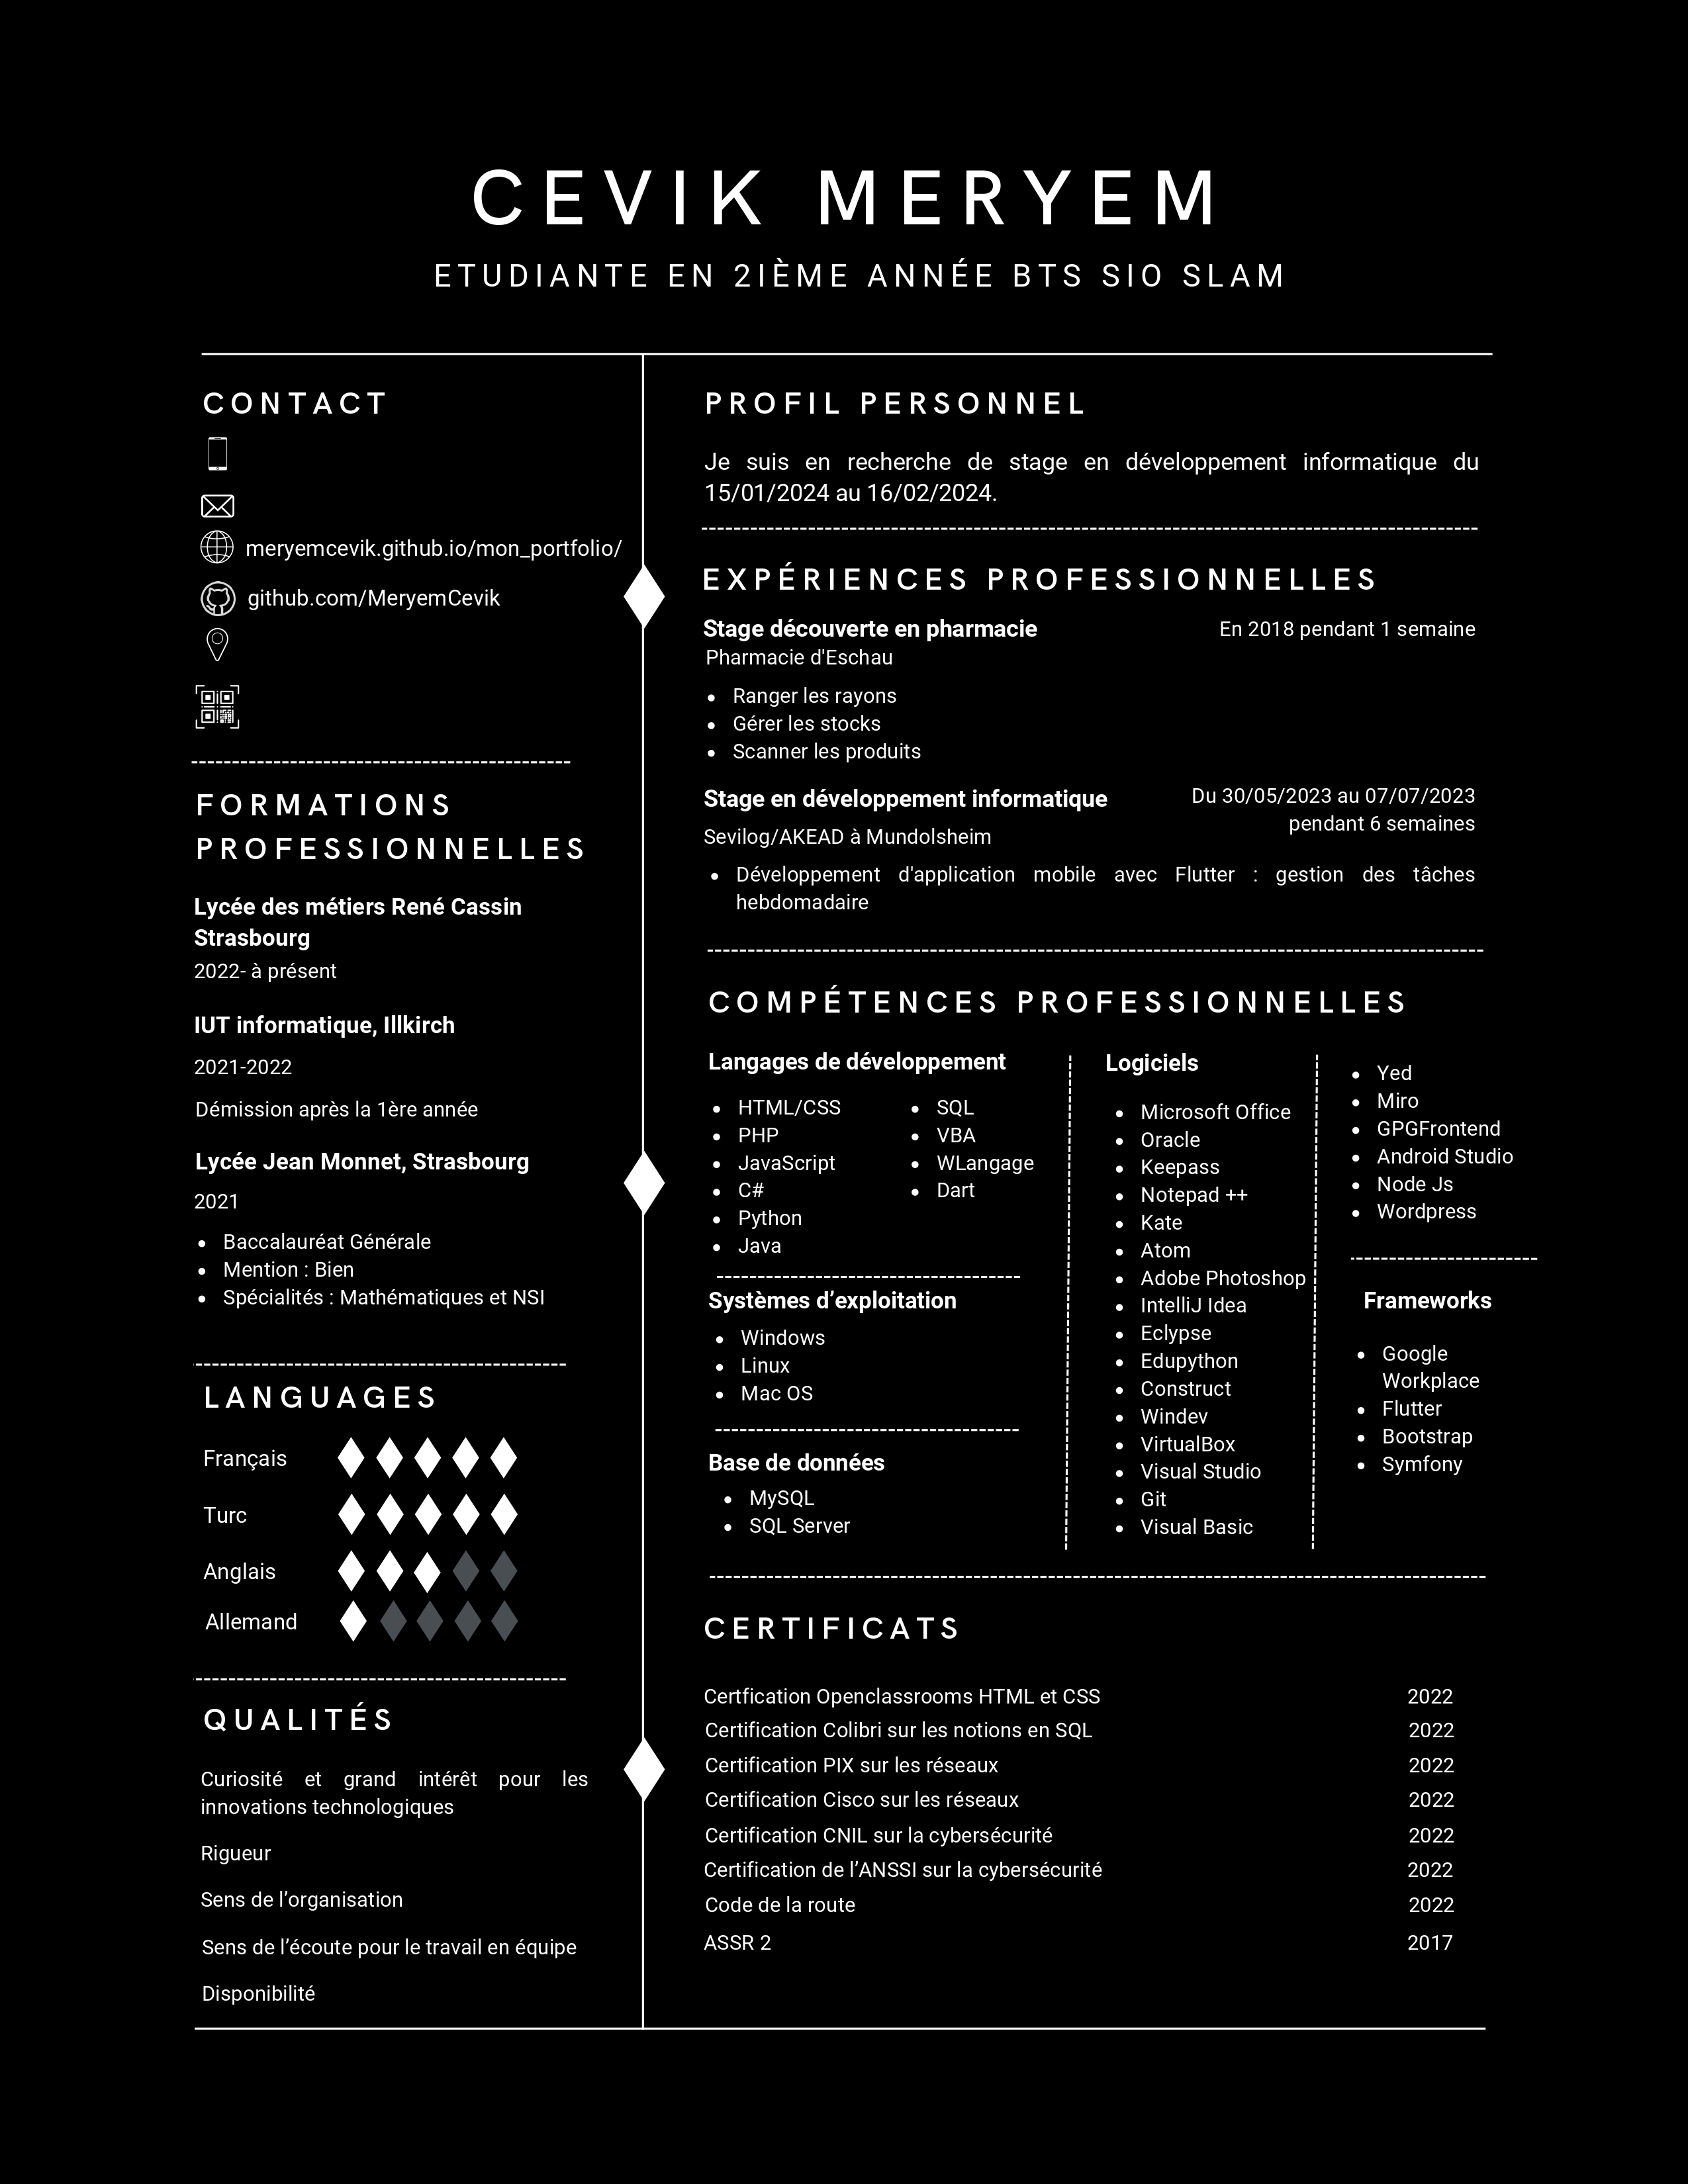 CEVIK MERYEM
ETUDIANTE EN 2IÈME ANNÉE BTS SIO SLAM
CONTACT
meryemcevik.github.io/mon_portfolio/
github.com/MeryemCevik
FORMATIONS
PROFESSIONNELLES
Lycée des métiers René Cassin
Strasbourg
2022- à présent
IUT informatique, Illkirch
2021-2022
Démission après la 1ère année
Lycée Jean Monnet, Strasbourg
2021
Baccalauréat Générale
Mention : Bien
Spécialités : Mathématiques et NSI
LANGUAGES
Français
Turc
Anglais
Allemand
QUALITÉS
Curiosité et grand intérêt pour les
innovations technologiques
Rigueur
Sens de l’organisation
Sens de l’écoute pour le travail en équipe
Disponibilité
PROFIL PERSONNEL
Je suis en recherche de stage en développement informatique du
15/01/2024 au 16/02/2024.
EXPÉRIENCES PROFESSIONNELLES
Stage découverte en pharmacie En 2018 pendant 1 semaine
Pharmacie d'Eschau
Ranger les rayons
Gérer les stocks
Scanner les produits
Stage en développement informatique Du 30/05/2023 au 07/07/2023
pendant 6 semaines
Sevilog/AKEAD à Mundolsheim
Développement d'application mobile avec Flutter : gestion des tâches
hebdomadaire
COMPÉTENCES PROFESSIONNELLES
Langages de développement
HTML/CSS
PHP
JavaScript
C#
Python
Java
SQL
VBA
WLangage
Dart
Systèmes d’exploitation
Windows
Linux
Mac OS
Base de données
MySQL
SQL Server
Logiciels
Microsoft Office
Oracle
Keepass
Notepad ++
Kate
Atom
Adobe Photoshop
IntelliJ Idea
Eclypse
Edupython
Construct
Windev
VirtualBox
Visual Studio
Git
Visual Basic
Yed
Miro
GPGFrontend
Android Studio
Node Js
Wordpress
Frameworks
Google
Workplace
Flutter
Bootstrap
Symfony
CERTIFICATS
Certfication Openclassrooms HTML et CSS 2022
Certification Colibri sur les notions en SQL 2022
Certification PIX sur les réseaux 2022
Certification Cisco sur les réseaux 2022
Certification CNIL sur la cybersécurité 2022
Certification de l’ANSSI sur la cybersécurité 2022
Code de la route 2022
ASSR 2 2017